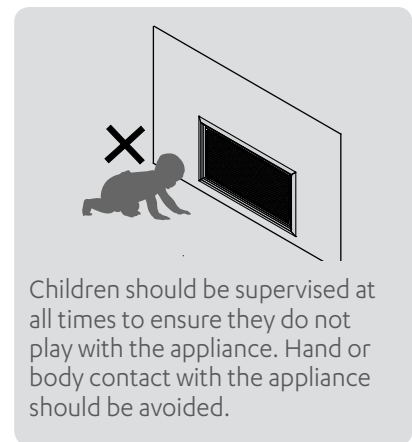 Children should be supervised at
all times to ensure they do not
play with the appliance. Hand or
body contact with the appliance
should be avoided.